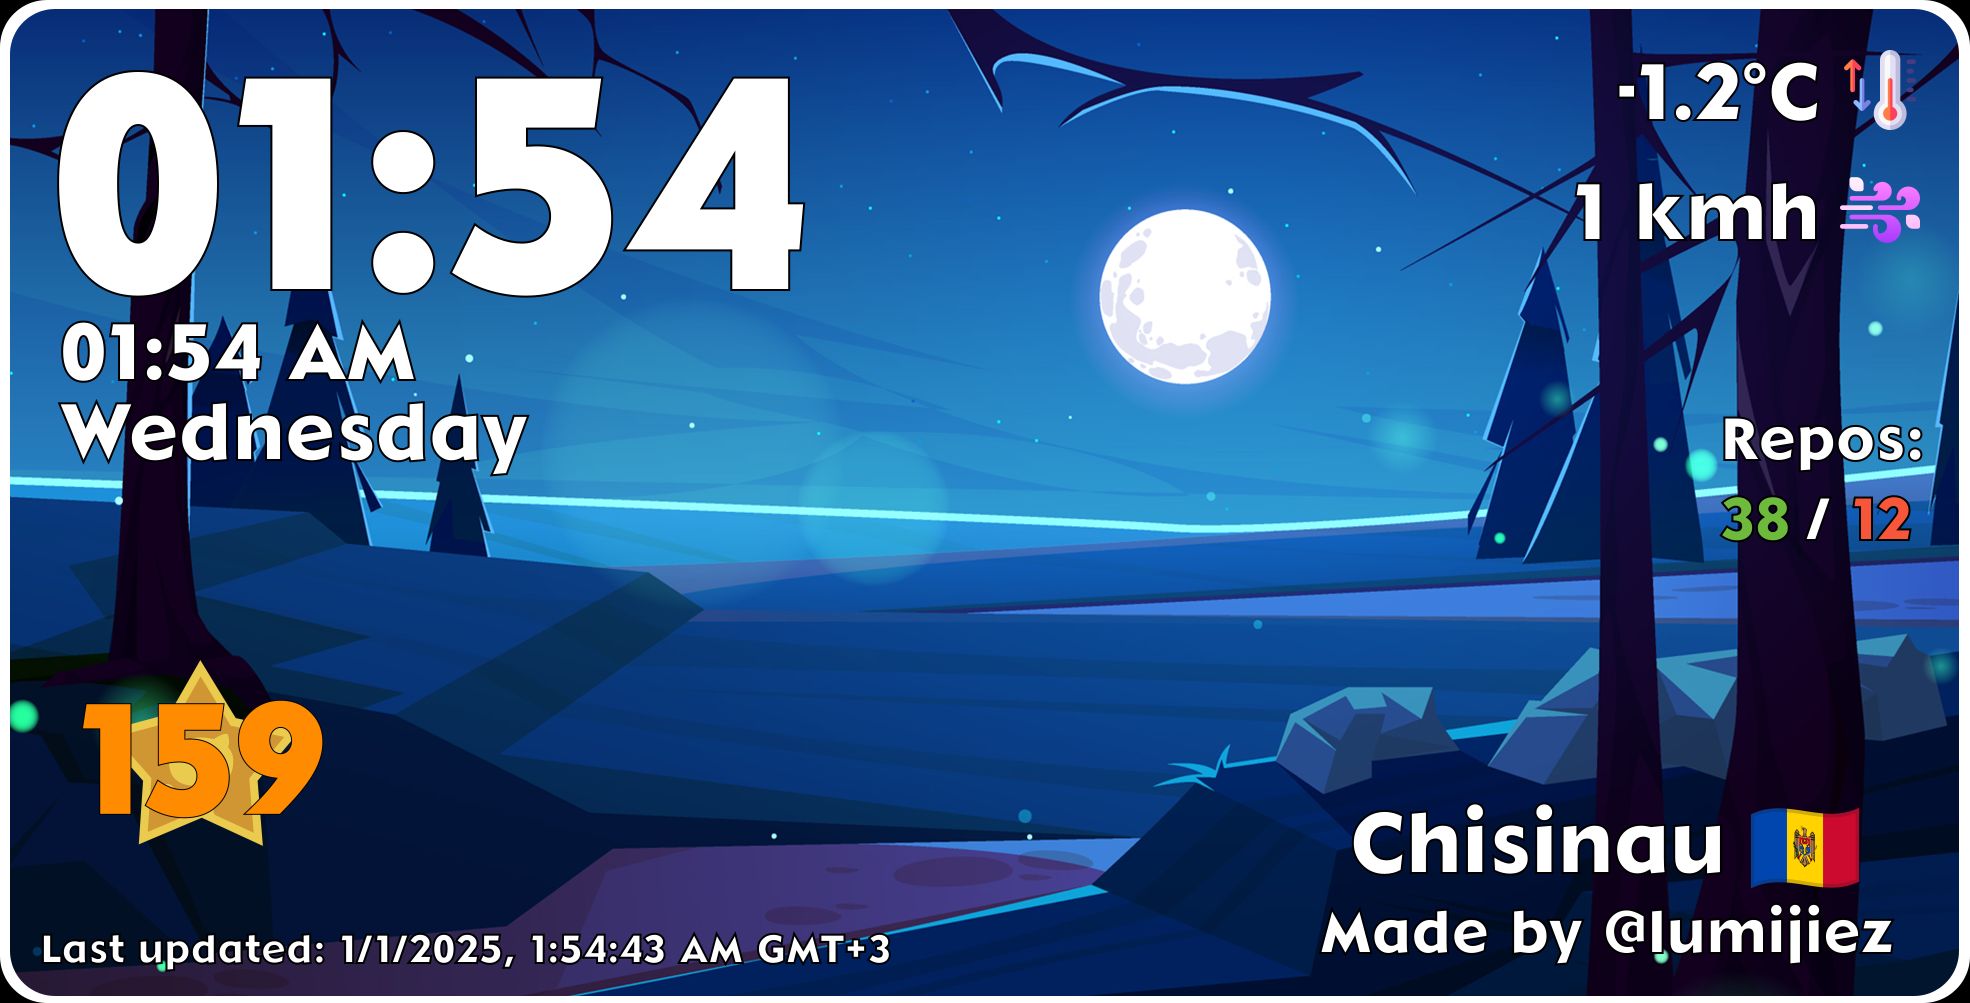 01:54
01:54 AM
Wednesday
-1.2°C
1 kmh
Repos:
38 / 12
159
Chisinau
Made by @lumijiez
Last updated: 1/1/2025, 1:54:43 AM GMT+3